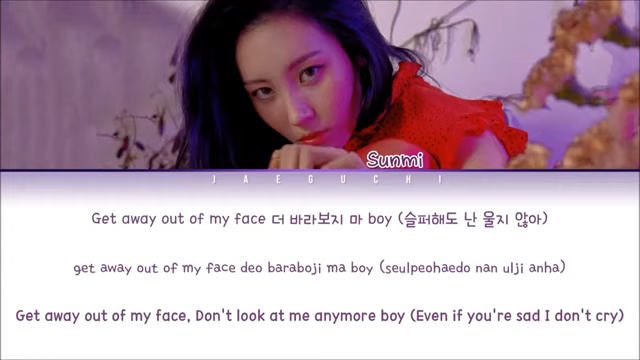 Sunmi
JAEGUCHI
Get away out of my face 더 바라보지 마 boy (슬퍼해도 난 울지 않아)
get away out of my face deo baraboji ma boy (seulpeohaedo nan ulji anha)
Get away out of my face, Don't look at me anymore boy (Even if you're sad I don't cry)